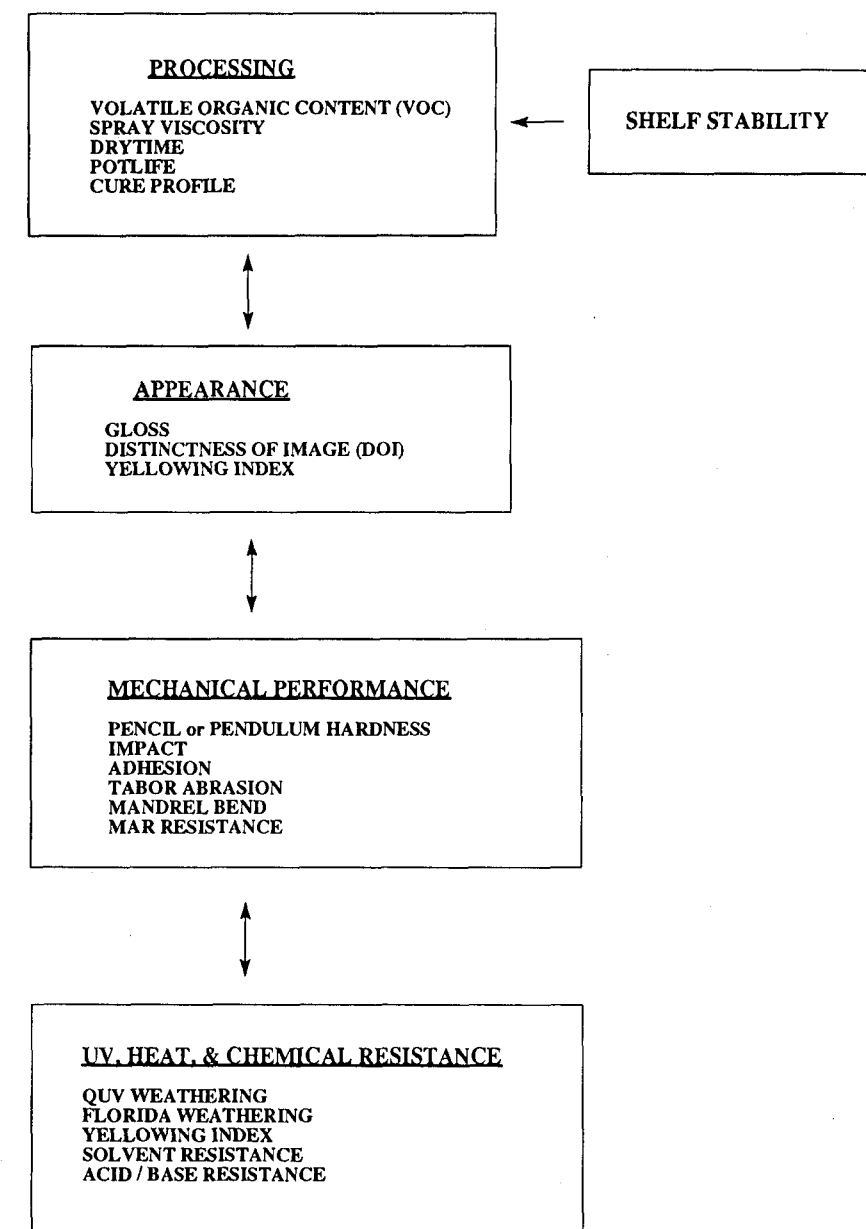 PROCESSING
VOLATILE ORGANIC CONTENT (VOC)
SPRAY VISCOSITY
DRYTIME
POTLIFE
CURE PROFILE
SHELF STABILITY
APPEARANCE
GLOSS
DISTINCTNESS OF IMAGE (DOI)
YELLOWING INDEX
MECHANICAL PERFORMANCE
PENCIL or PENDULUM HARDNESS
IMPACT
ADHESION
TABOR ABRASION
MANDREL BEND
MAR RESISTANCE
UV, HEAT, & CHEMICAL RESISTANCE
QUV WEATHERING
FLORIDA WEATHERING
YELLOWING INDEX
SOLVENT RESISTANCE
ACID / BASE RESISTANCE